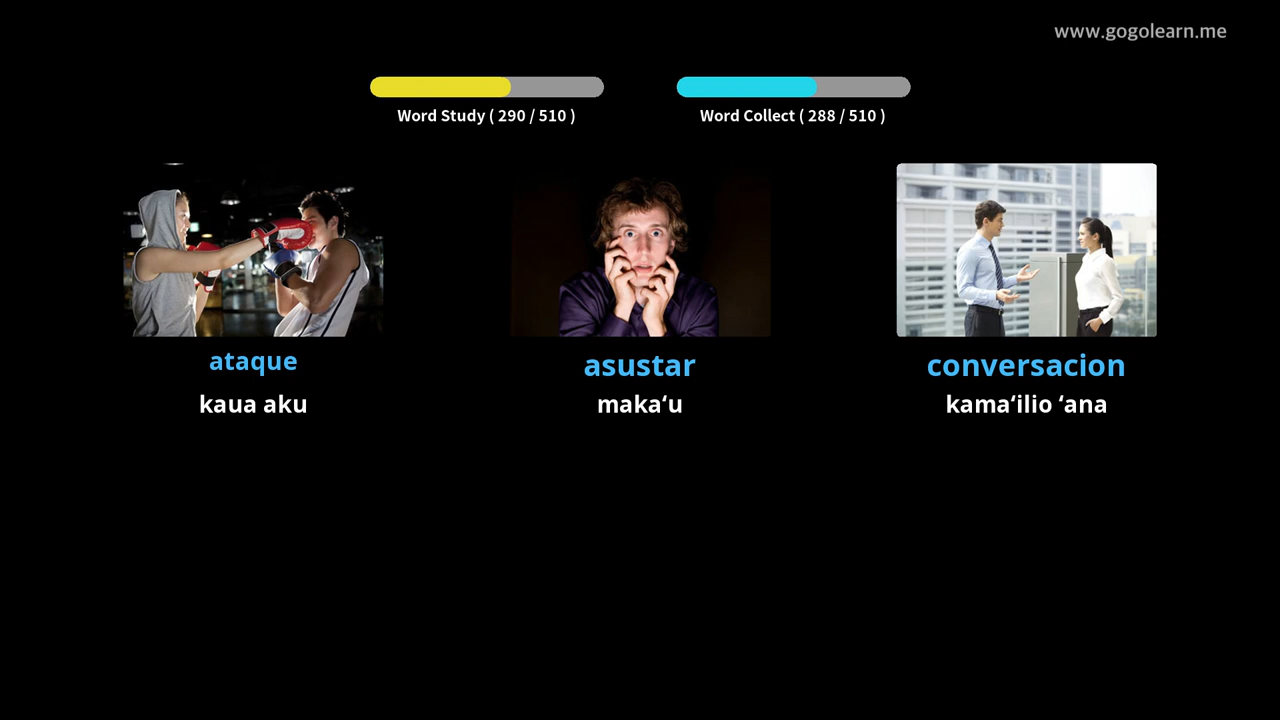 www.gogolearn.me
Word Study ( 290 / 510 )
Word Collect ( 288 / 510 )
ataque
asustar
conversacion
kaua aku
makaʻu
kamaʻilio ʻana